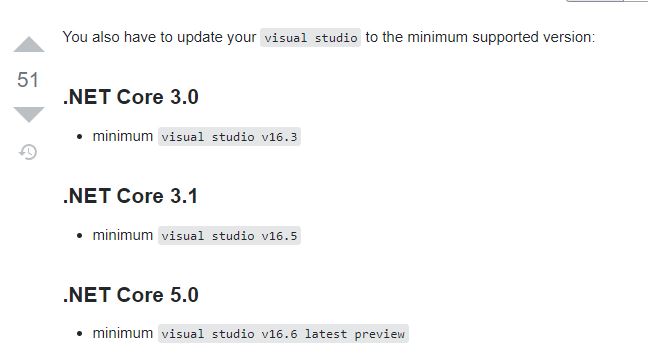 You also have to update your visual studio to the minimum supported version:
51
.NET Core 3.0
• minimum visual studio v16.3
.NET Core 3.1
• minimum visual studio v16.5
.NET Core 5.0
• minimum visual studio v16.6 latest preview